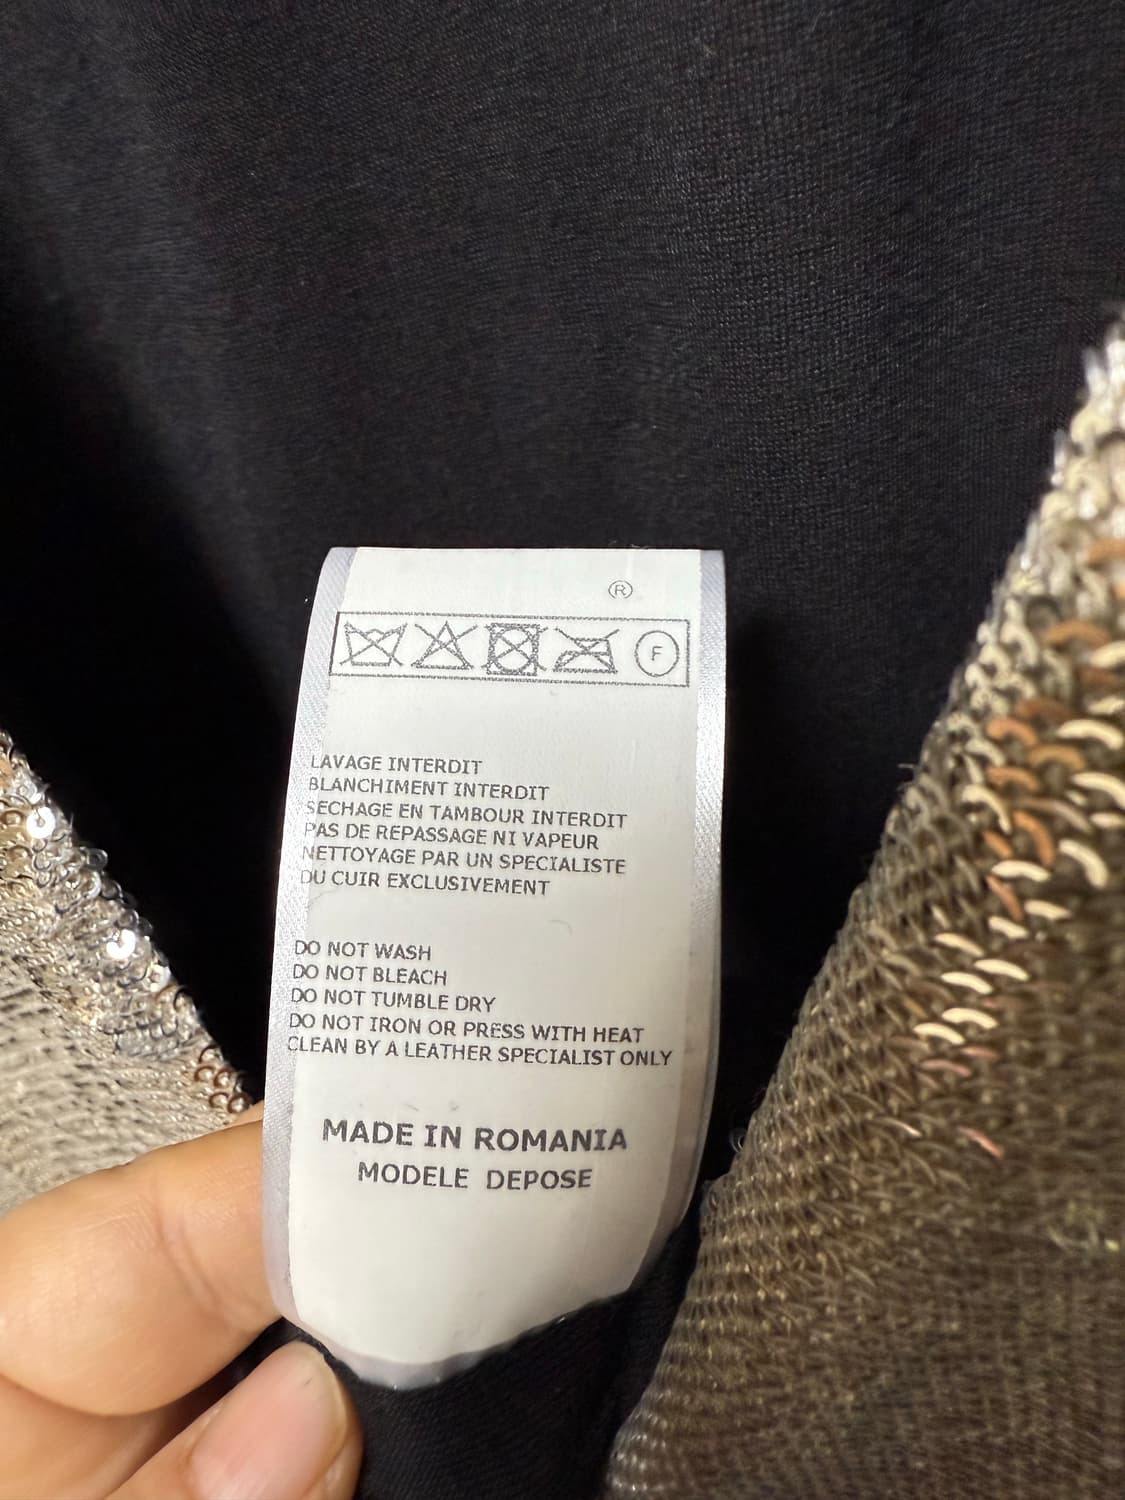 ®
F
LAVAGE INTERDIT
BLANCHIMENT INTERDIT
SECHAGE EN TAMBOUR INTERDIT
PAS DE REPASSAGE NI VAPEUR
NETTOYAGE PAR UN SPECIALISTE
DU CUIR EXCLUSIVEMENT
DO NOT WASH
DO NOT BLEACH
DO NOT TUMBLE DRY
DO NOT IRON OR PRESS WITH HEAT
CLEAN BY A LEATHER SPECIALIST ONLY
MADE IN ROMANIA
MODELE DEPOSE